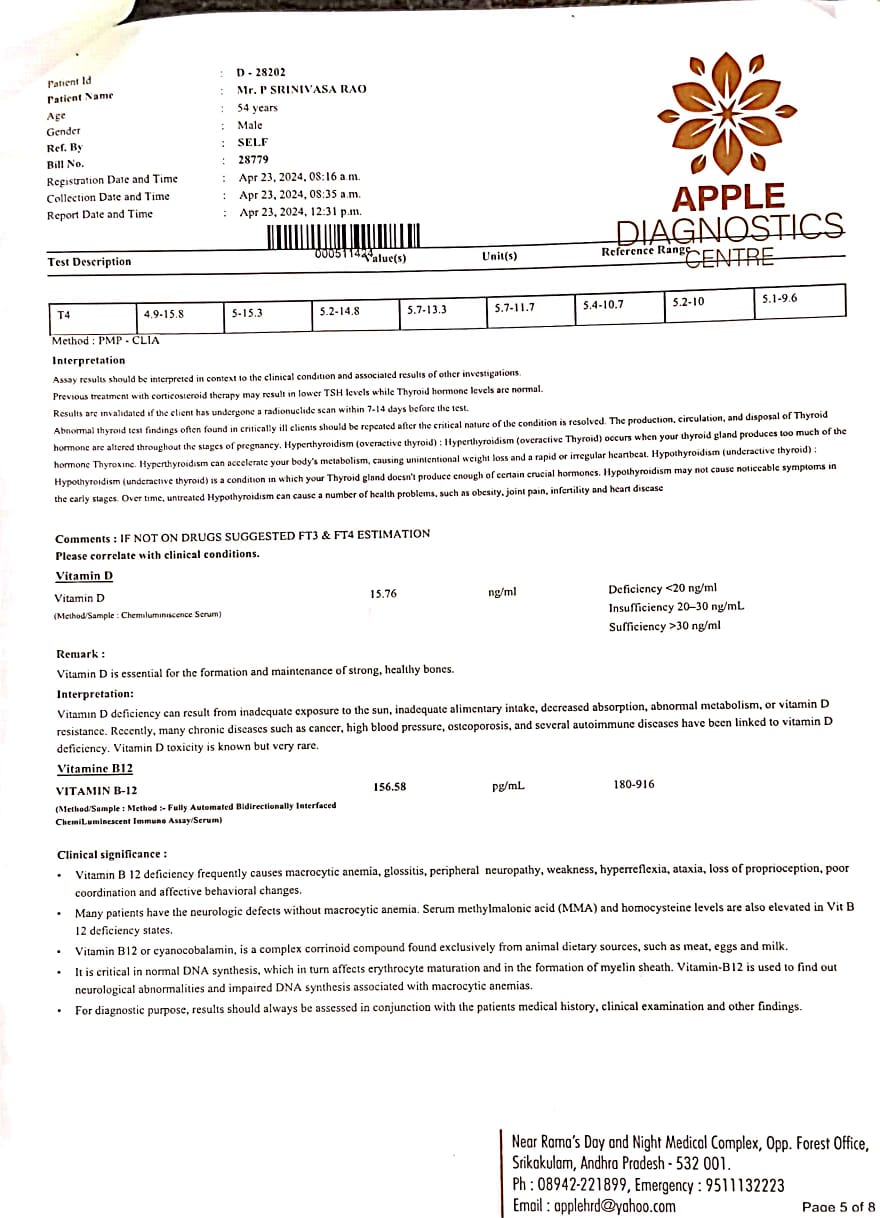 Patient Id : D - 28202
Patient Name : Mr. P SRINIVASA RAO
Age : 54 years
Gender : Male
Ref. By : SELF
Bill No. : 28779
Registration Date and Time : Apr 23, 2024, 08:16 a.m.
Collection Date and Time : Apr 23, 2024, 08:35 a.m.
Report Date and Time : Apr 23, 2024, 12:31 p.m.
APPLE
DIAGNOSTICS
CENTRE
Test Description alue(s) Unit(s) Reference Range
T4 4.9-15.8 5-15.3 5.2-14.8 5.7-13.3 5.7-11.7 5.4-10.7 5.2-10 5.1-9.6
Method : PMP - CLIA
Interpretation
Assay results should be interpreted in context to the clinical condition and associated results of other investigations.
Previous treatment with corticosteroid therapy may result in lower TSH levels while Thyroid hormone levels are normal.
Results are invalidated if the client has undergone a radionuclide scan within 7-14 days before the test.
Abnormal thyroid test findings often found in critically ill clients should be repeated after the critical nature of the condition is resolved. The production, circulation, and disposal of Thyroid
hormone are altered throughout the stages of pregnancy. Hyperthyroidism (overactive thyroid) : Hyperthyroidism (overactive Thyroid) occurs when your thyroid gland produces too much of the
hormone Thyroxine. Hyperthyroidism can accelerate your body's metabolism, causing unintentional weight loss and a rapid or irregular heartbeat. Hypothyroidism (underactive thyroid) :
Hypothyroidism (underactive thyroid) is a condition in which your Thyroid gland doesn't produce enough of certain crucial hormones. Hypothyroidism may not cause noticeable symptoms in
the early stages. Over time, untreated Hypothyroidism can cause a number of health problems, such as obesity, joint pain, infertility and heart disease
Comments : IF NOT ON DRUGS SUGGESTED FT3 & FT4 ESTIMATION
Please correlate with clinical conditions.
Vitamin D
Vitamin D 15.76 ng/ml Deficiency <20 ng/ml
(Method/Sample : Chemiluminiscence Serum) Insufficiency 20–30 ng/mL
Sufficiency >30 ng/ml
Remark :
Vitamin D is essential for the formation and maintenance of strong, healthy bones.
Interpretation:
Vitamin D deficiency can result from inadequate exposure to the sun, inadequate alimentary intake, decreased absorption, abnormal metabolism, or vitamin D
resistance. Recently, many chronic diseases such as cancer, high blood pressure, osteoporosis, and several autoimmune diseases have been linked to vitamin D
deficiency. Vitamin D toxicity is known but very rare.
Vitamine B12
VITAMIN B-12 156.58 pg/mL 180-916
(Method/Sample : Method :- Fully Automated Bidirectionally Interfaced
ChemiLuminescent Immuno Assay/Serum)
Clinical significance :
• Vitamin B 12 deficiency frequently causes macrocytic anemia, glossitis, peripheral neuropathy, weakness, hyperreflexia, ataxia, loss of proprioception, poor
coordination and affective behavioral changes.
• Many patients have the neurologic defects without macrocytic anemia. Serum methylmalonic acid (MMA) and homocysteine levels are also elevated in Vit B
12 deficiency states.
• Vitamin B12 or cyanocobalamin, is a complex corrinoid compound found exclusively from animal dietary sources, such as meat, eggs and milk.
• It is critical in normal DNA synthesis, which in turn affects erythrocyte maturation and in the formation of myelin sheath. Vitamin-B12 is used to find out
neurological abnormalities and impaired DNA synthesis associated with macrocytic anemias.
• For diagnostic purpose, results should always be assessed in conjunction with the patients medical history, clinical examination and other findings.
Near Rama's Day and Night Medical Complex, Opp. Forest Office,
Srikakulam, Andhra Pradesh - 532 001.
Ph : 08942-221899, Emergency : 9511132223
Email : applehrd@yahoo.com
Page 5 of 8